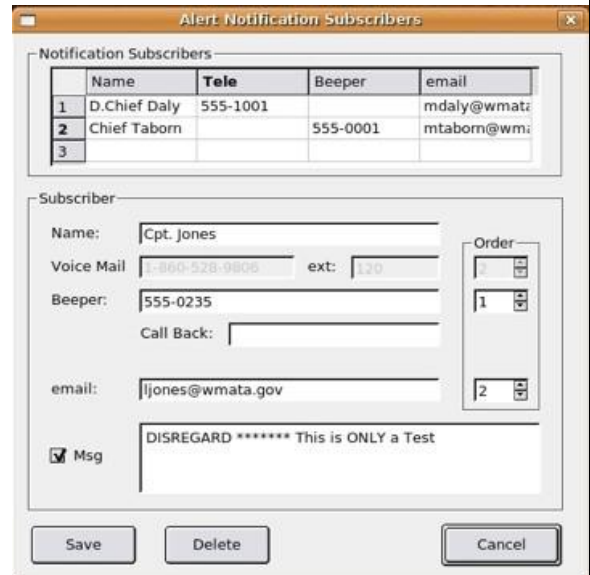 Alert Notification Subscribers
Notification Subscribers
Name Tele Beeper email
1 D.Chief Daly 555-1001 mdaly@wmata
2 Chief Taborn 555-0001 mtaborn@wma
3
Subscriber
Name: Cpt. Jones
Order
Voice Mail 1-860-528-9806 ext: 120 2
Beeper: 555-0235 1
Call Back:
email: ljones@wmata.gov 2
Msg DISREGARD ******* This is ONLY a Test
Save Delete Cancel